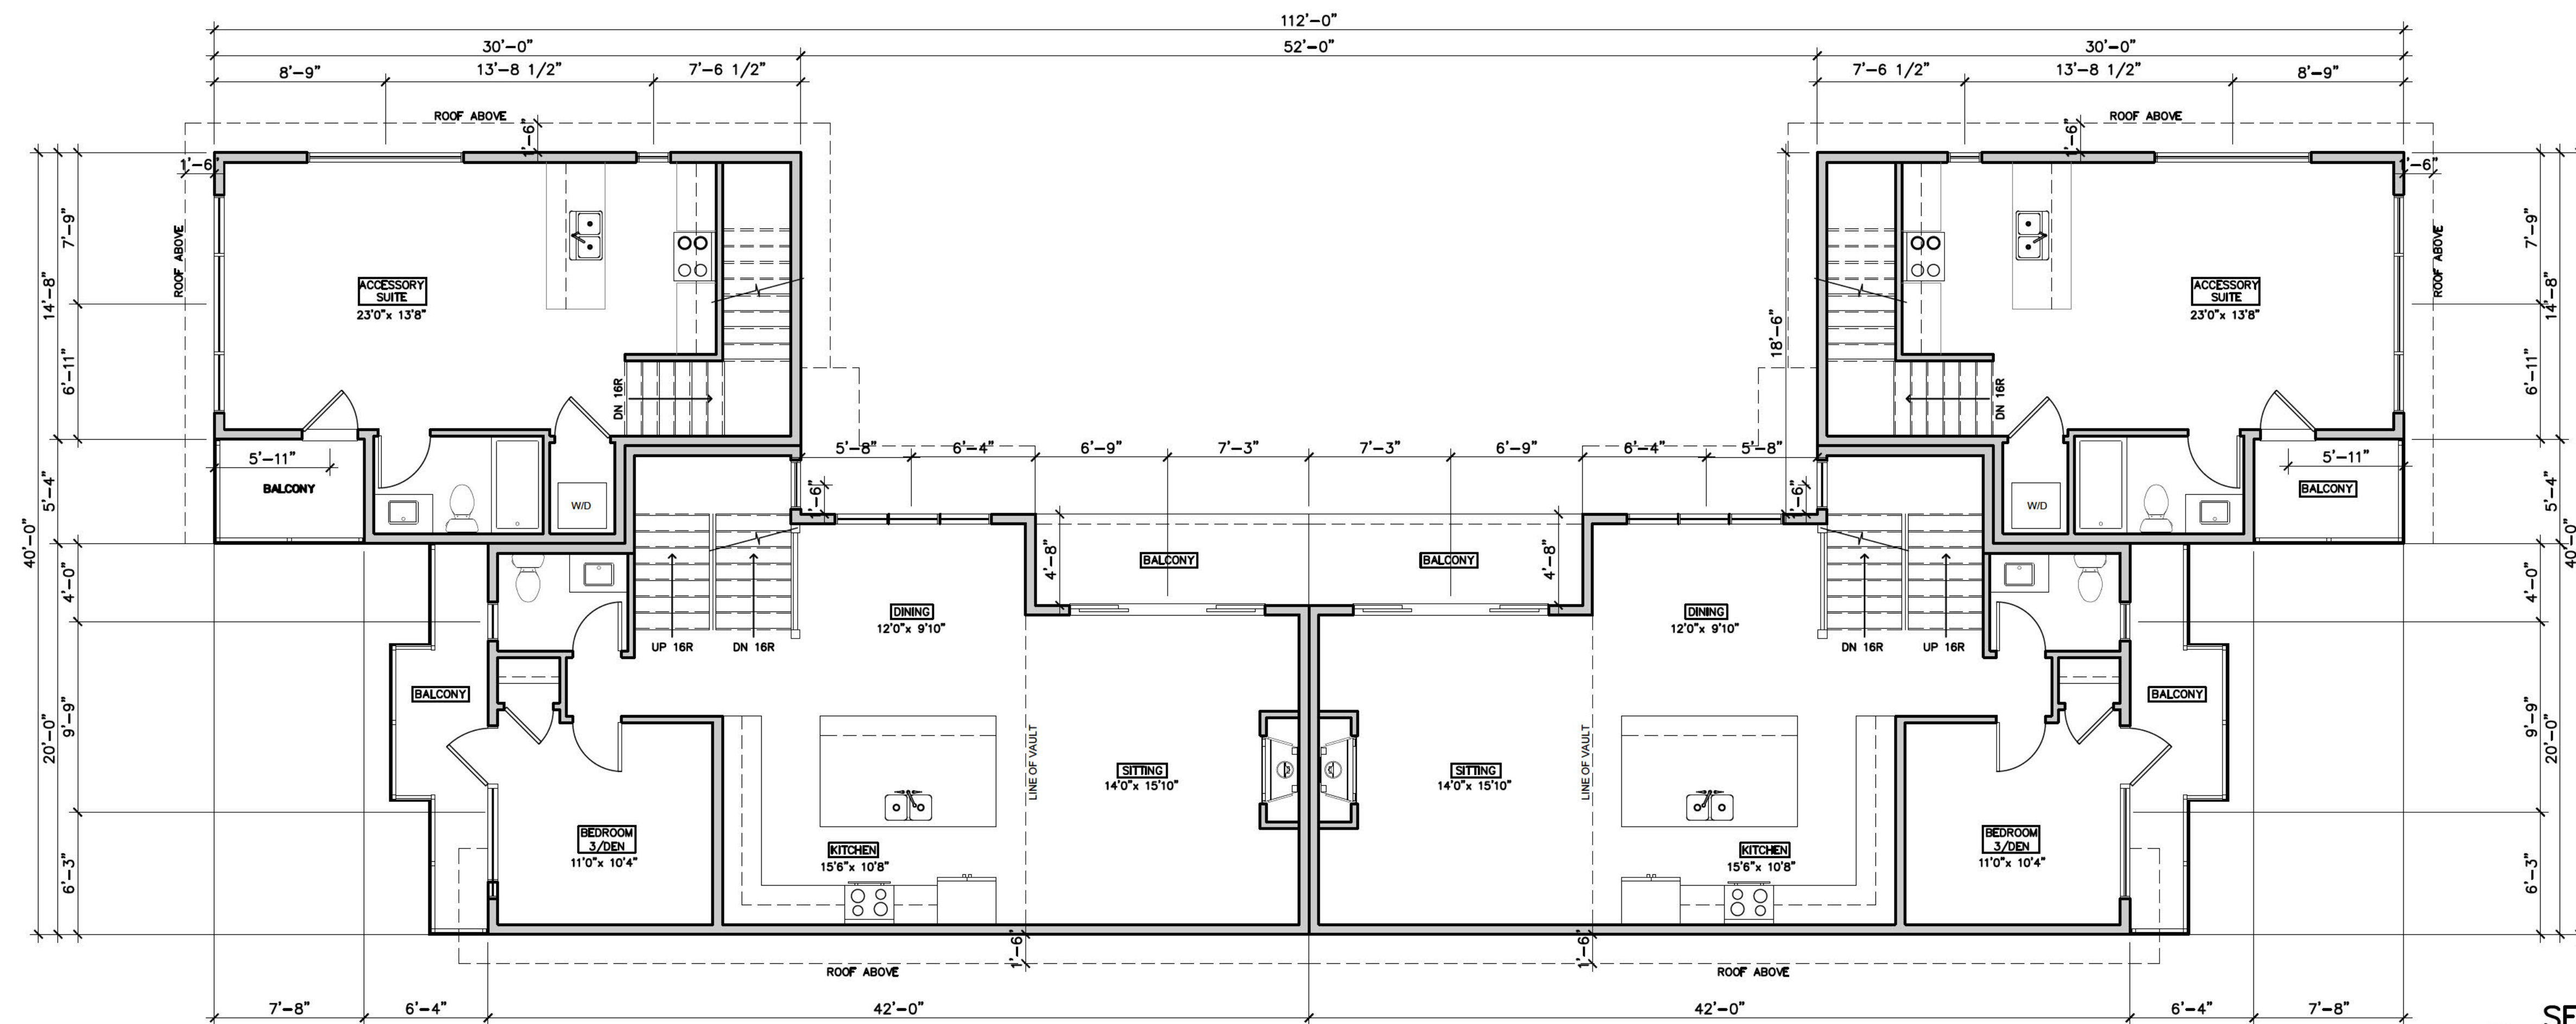 112'-0"
30'-0" 52'-0" 30'-0"
8'-9" 13'-8 1/2" 7'-6 1/2" 7'-6 1/2" 13'-8 1/2" 8'-9"
ROOF ABOVE ROOF ABOVE
1'-6" 1'-6"
1'-6" 1'-6"
7'-9" 7'-9"
ROOF ABOVE ROOF ABOVE
14'-8" 14'-8"
ACCESSORY ACCESSORY
SUITE SUITE
23'0"x 13'8" 23'0"x 13'8"
18'-6"
6'-11" 6'-11"
DN 16R DN 16R
5'-8" 6'-4" 6'-9" 7'-3" 7'-3" 6'-9" 6'-4" 5'-8"
5'-11" 5'-11"
BALCONY BALCONY
5'-4" 5'-4"
W/D W/D
1'-6" 1'-6"
40'-0" 40'-0"
4'-8" BALCONY BALCONY 4'-8"
4'-0" 4'-0"
DINING DINING
12'0"x 9'10" 12'0"x 9'10"
UP 16R DN 16R DN 16R UP 16R
BALCONY BALCONY
9'-9" 9'-9"
20'-0" 20'-0"
LINE OF VAULT LINE OF VAULT
SITTING SITTING
14'0"x 15'10" 14'0"x 15'10"
BEDROOM BEDROOM
3/DEN 3/DEN
11'0"x 10'4" 11'0"x 10'4"
KITCHEN KITCHEN
15'6"x 10'8" 15'6"x 10'8"
6'-3" 6'-3"
1'-6" 1'-6"
ROOF ABOVE ROOF ABOVE
7'-8" 6'-4" 42'-0" 42'-0" 6'-4" 7'-8"